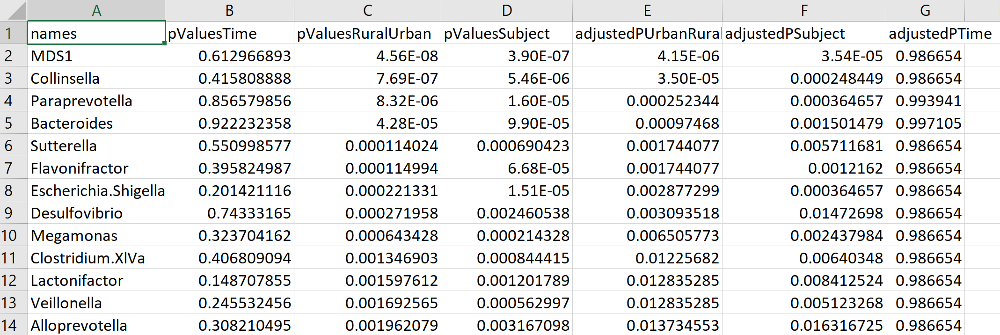 A B C D E F G
1 names pValuesTime pValuesRuralUrban pValuesSubject adjustedPUrbanRural adjustedPSubject adjustedPTime
2 MDS1 0.612966893 4.56E-08 3.90E-07 4.15E-06 3.54E-05 0.986654
3 Collinsella 0.415808888 7.69E-07 5.46E-06 3.50E-05 0.000248449 0.986654
4 Paraprevotella 0.856579856 8.32E-06 1.60E-05 0.000252344 0.000364657 0.993941
5 Bacteroides 0.922232358 4.28E-05 9.90E-05 0.00097468 0.001501479 0.997105
6 Sutterella 0.550998577 0.000114024 0.000690423 0.001744077 0.005711681 0.986654
7 Flavonifractor 0.395824987 0.000114994 6.68E-05 0.001744077 0.0012162 0.986654
8 Escherichia.Shigella 0.201421116 0.000221331 1.51E-05 0.002877299 0.000364657 0.986654
9 Desulfovibrio 0.74333165 0.000271958 0.002460538 0.003093518 0.01472698 0.986654
10 Megamonas 0.323704162 0.000643428 0.000214328 0.006505773 0.002437984 0.986654
11 Clostridium.XlVa 0.406809094 0.001346903 0.000844415 0.01225682 0.00640348 0.986654
12 Lactonifactor 0.148707855 0.001597612 0.001201789 0.012835285 0.008412524 0.986654
13 Veillonella 0.245532456 0.001692565 0.000562997 0.012835285 0.005123268 0.986654
14 Alloprevotella 0.308210495 0.001962079 0.003167098 0.013734553 0.016316725 0.986654